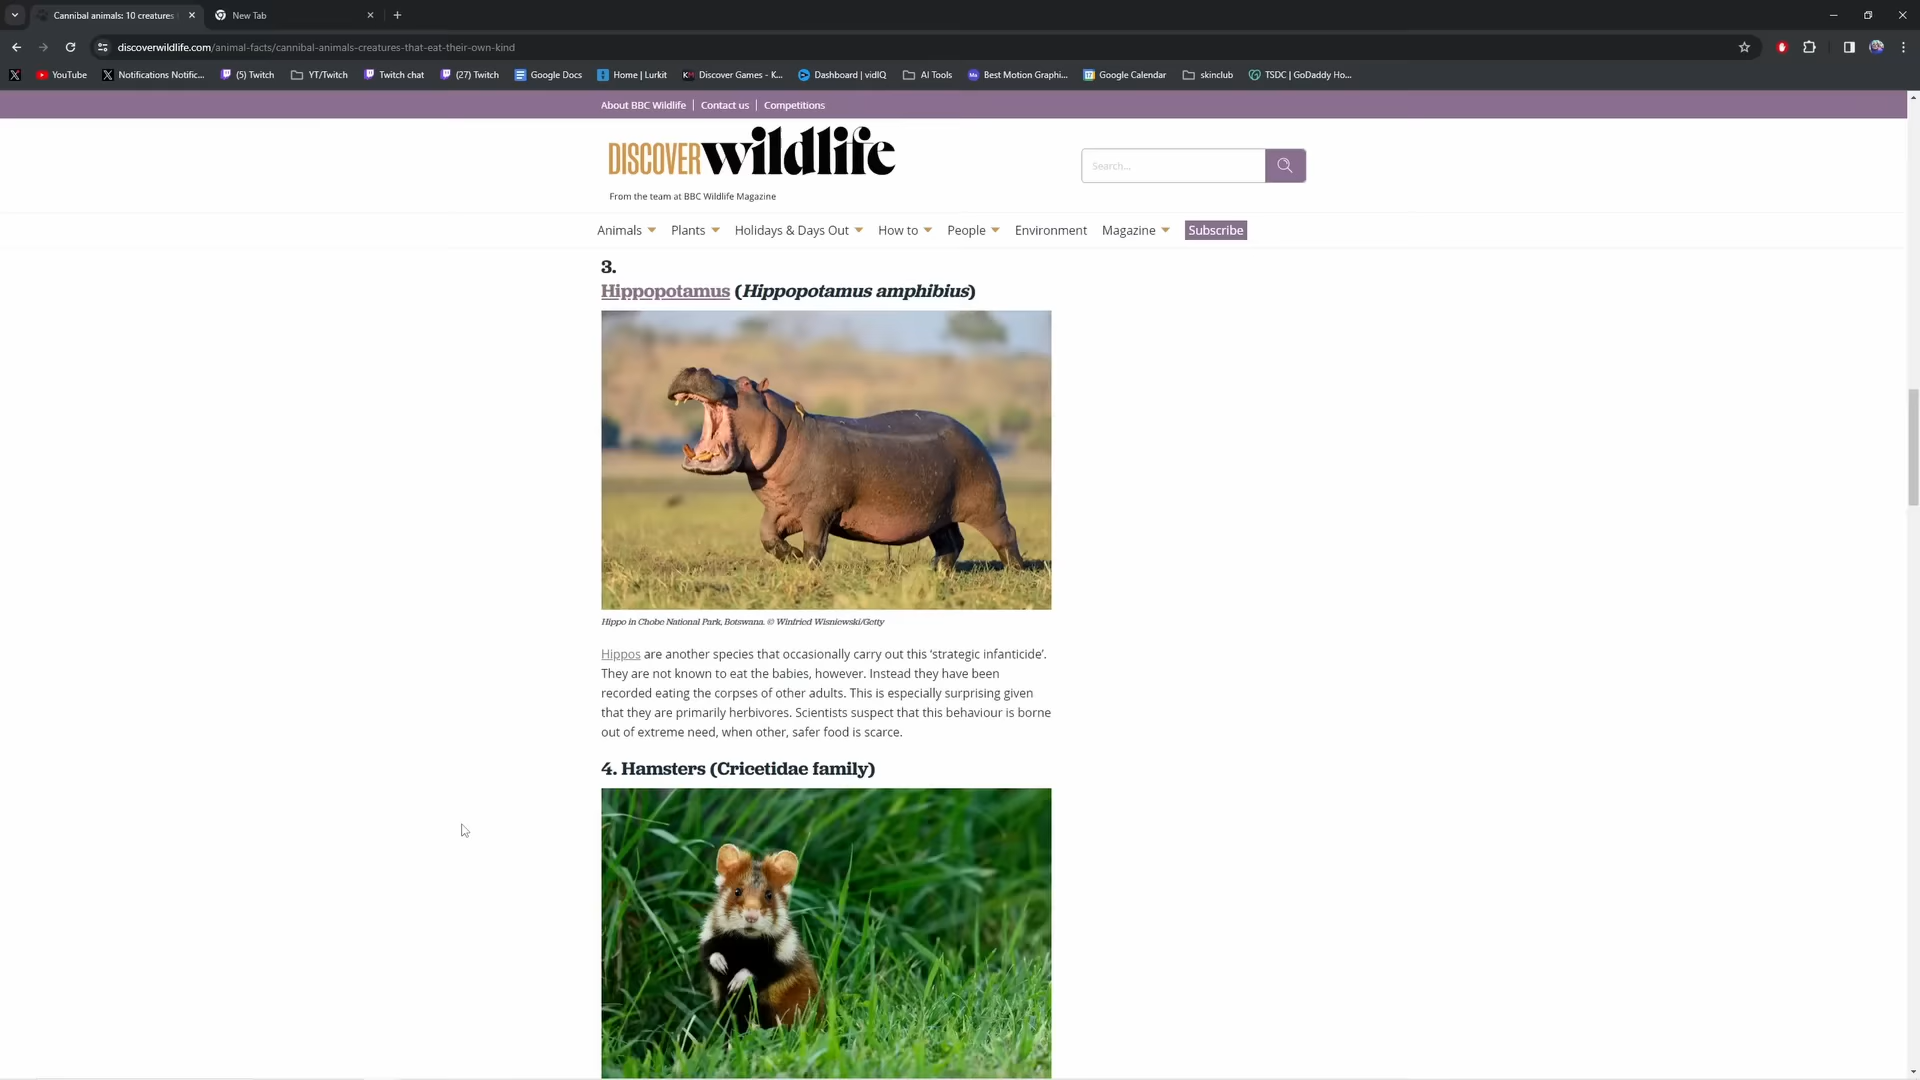 Cannibal animals: 10 creatures
New Tab
discoverwildlife.com/animal-facts/cannibal-animals-creatures-that-eat-their-own-kind
YouTube
Notifications Notific...
(5) Twitch
YT/Twitch
Twitch chat
(27) Twitch
Google Docs
Home | Lurkit
Discover Games - K...
Dashboard | vidIQ
AI Tools
Best Motion Graphi...
Google Calendar
skinclub
TSDC | GoDaddy Ho...
About BBC Wildlife | Contact us | Competitions
DISCOVER wildlife
From the team at BBC Wildlife Magazine
Search...
Animals
Plants
Holidays & Days Out
How to
People
Environment
Magazine
Subscribe
3.
Hippopotamus (Hippopotamus amphibius)
Hippo in Chobe National Park, Botswana. © Winfried Wisniewski/Getty
Hippos are another species that occasionally carry out this ‘strategic infanticide’.
They are not known to eat the babies, however. Instead they have been
recorded eating the corpses of other adults. This is especially surprising given
that they are primarily herbivores. Scientists suspect that this behaviour is borne
out of extreme need, when other, safer food is scarce.
4. Hamsters (Cricetidae family)